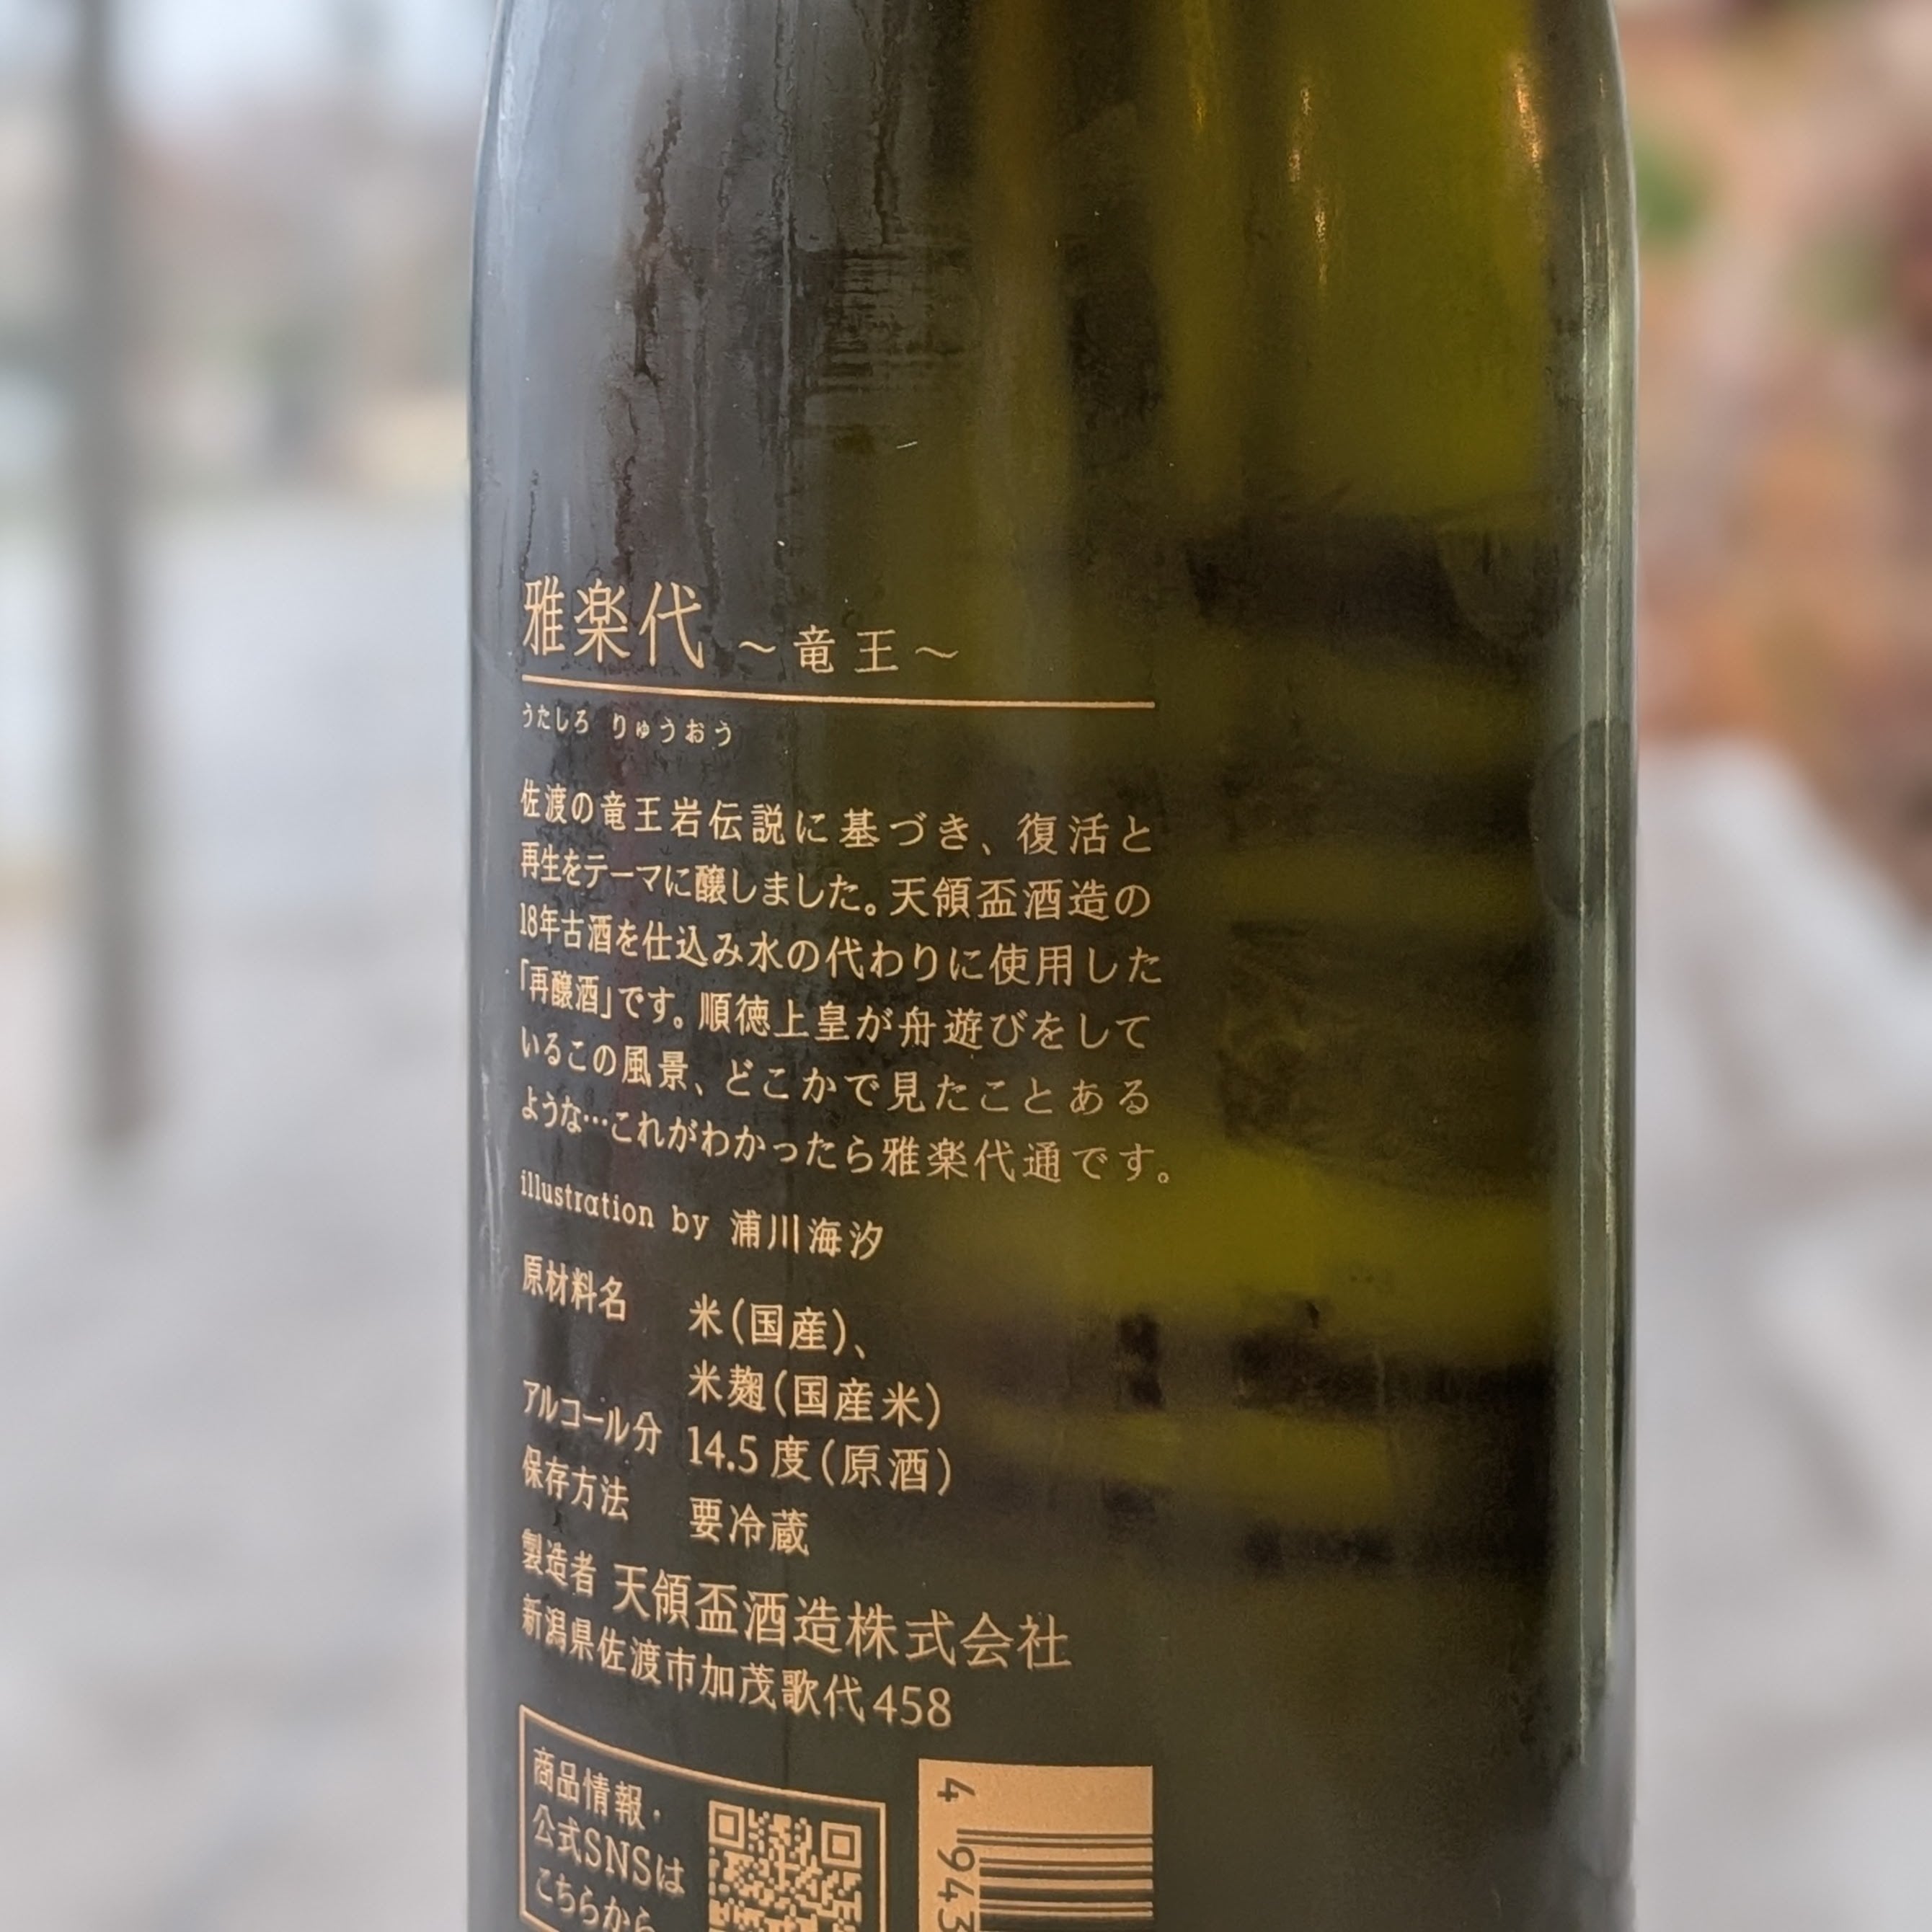 雅楽代 ～竜王～
うたしろ りゅうおう
佐渡の竜王岩伝説に基づき、復活と
再生をテーマに醸しました。天領盃酒造の
18年古酒を仕込み水の代わりに使用した
「再醸酒」です。順徳上皇が舟遊びをして
いるこの風景、どこかで見たことある
ような…これがわかったら雅楽代通です。
illustration by 浦川海汐
原材料名 米(国産)、
米麹(国産米)
アルコール分 14.5度(原酒)
保存方法 要冷蔵
製造者 天領盃酒造株式会社
新潟県佐渡市加茂歌代458
商品情報・
公式SNSは
こちらから
4 943